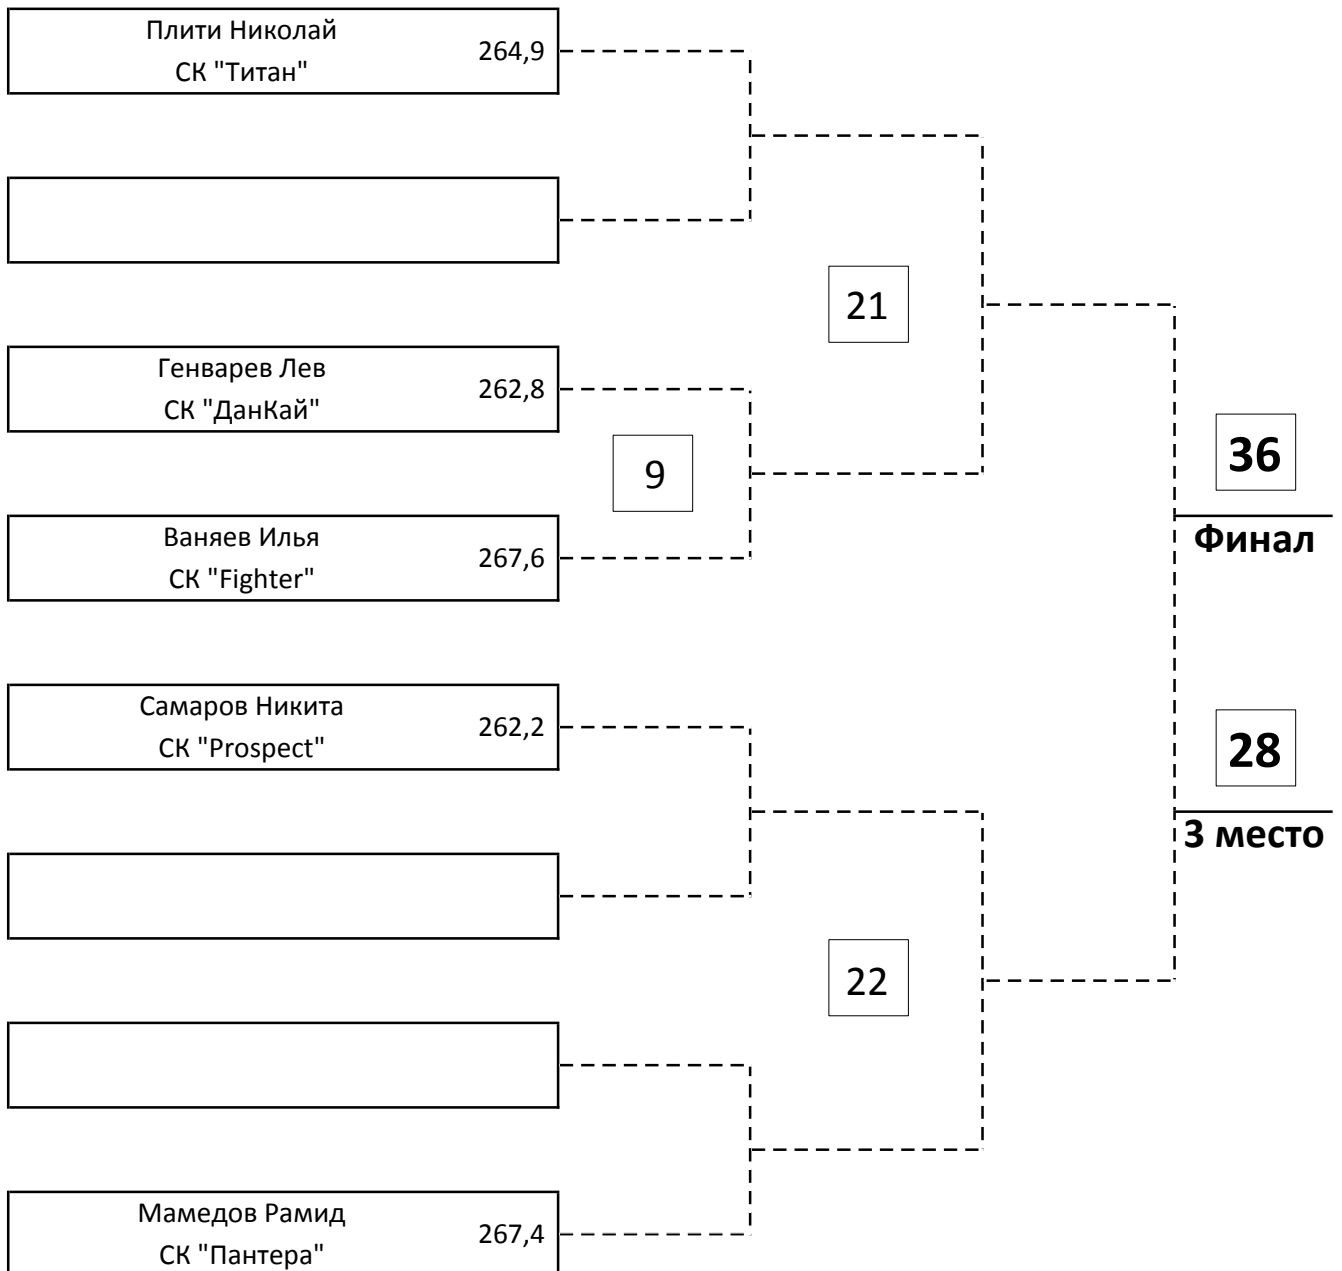 Плити Николай
СК "Титан"
264,9
21
Генварев Лев
СК "ДанКай"
262,8
9
36
Финал
Ваняев Илья
СК "Fighter"
267,6
Самаров Никита
СК "Prospect"
262,2
28
3 место
22
Мамедов Рамид
СК "Пантера"
267,4